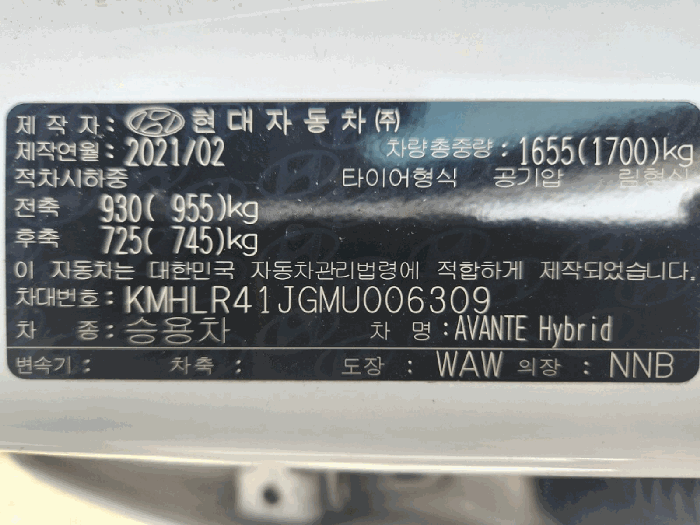 제 작 자 : 현대자동차㈜
제작연월 : 2021/02 차량총중량 : 1655(1700)kg
적차시하중 타이어형식 공기압 림형식
전축 930( 955)kg
후축 725( 745)kg
이 자동차는 대한민국 자동차관리법령에 적합하게 제작되었습니다.
차대번호 : KMHLR41JGMU006309
차 종 : 승용차 차 명 : AVANTE Hybrid
변속기 : 차축 : 도장 : WAW 의장 : NNB